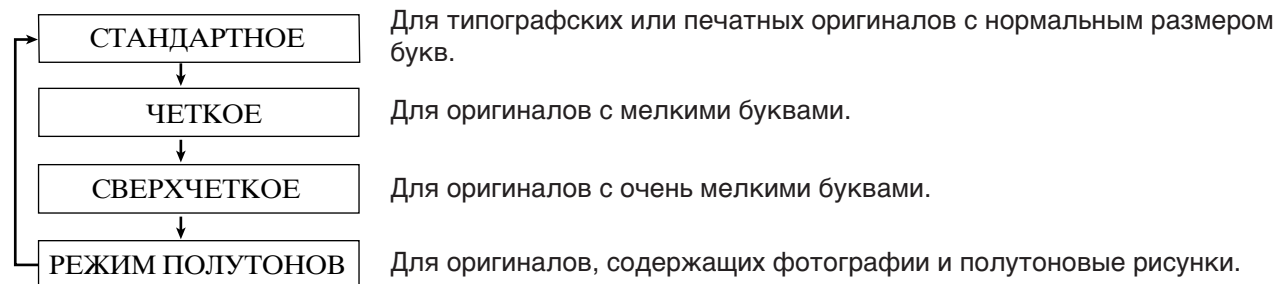 СТАНДАРТНОЕ
Для типографских или печатных оригиналов с нормальным размером
букв.
ЧЕТКОЕ
Для оригиналов с мелкими буквами.
СВЕРХЧЕТКОЕ
Для оригиналов с очень мелкими буквами.
РЕЖИМ ПОЛУТОНОВ
Для оригиналов, содержащих фотографии и полутоновые рисунки.